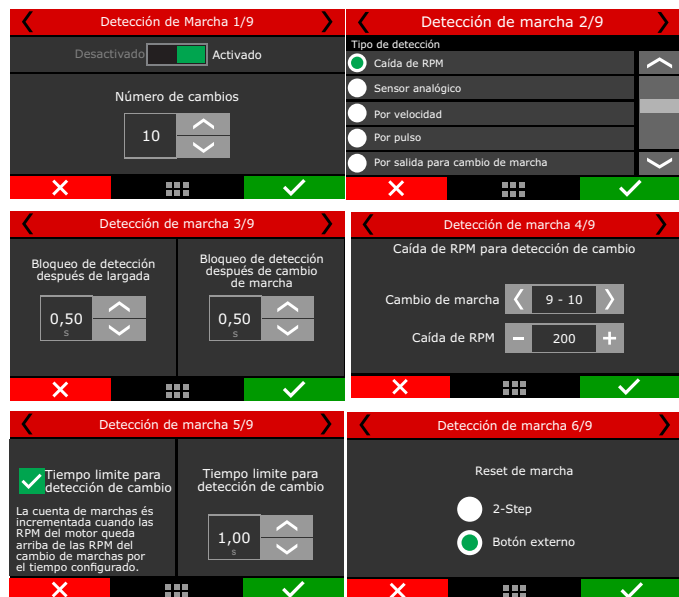 Detección de Marcha 1/9
Desactivado Activado
Número de cambios
10
Detección de marcha 2/9
Tipo de detección
Caída de RPM
Sensor analógico
Por velocidad
Por pulso
Por salida para cambio de marcha
Detección de marcha 3/9
Bloqueo de detección
después de largada
0,50
s
Bloqueo de detección
después de cambio
de marcha
0,50
s
Detección de marcha 4/9
Caída de RPM para detección de cambio
Cambio de marcha 9 - 10
Caída de RPM 200
Detección de marcha 5/9
Tiempo limite para
detección de cambio
La cuenta de marchas és
incrementada cuando las
RPM del motor queda
arriba de las RPM del
cambio de marchas por
el tiempo configurado.
Tiempo limite para
detección de cambio
1,00
s
Detección de marcha 6/9
Reset de marcha
2-Step
Botón externo